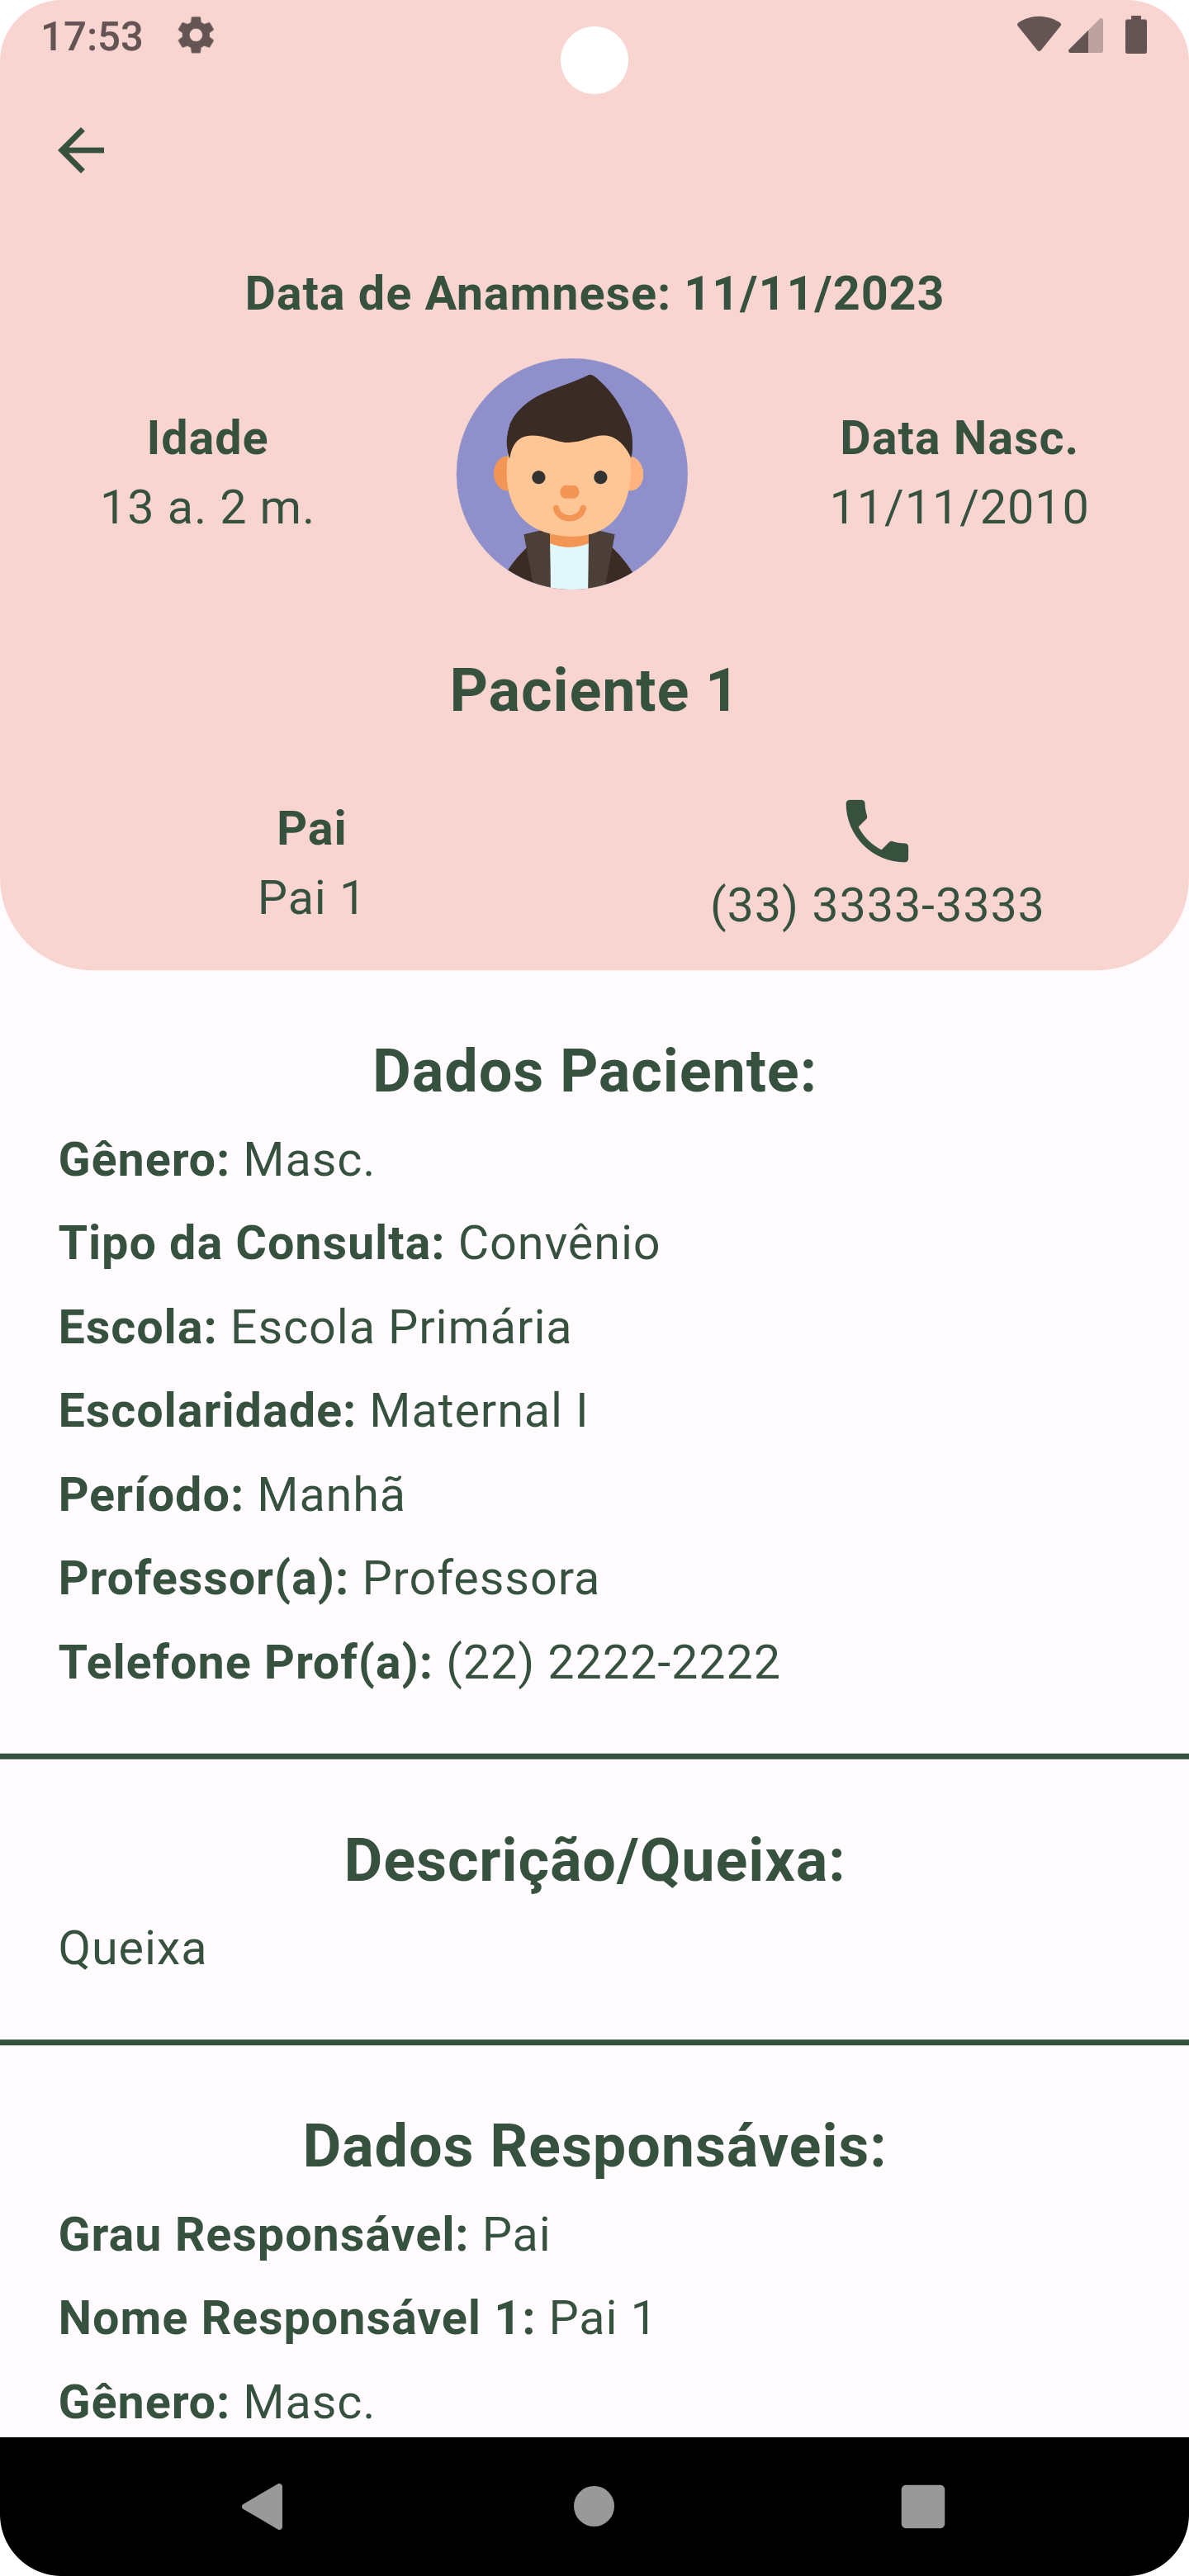 17:53
Data de Anamnese: 11/11/2023
Idade
13 a. 2 m.
Data Nasc.
11/11/2010
Paciente 1
Pai
Pai 1
(33) 3333-3333
Dados Paciente:
Gênero: Masc.
Tipo da Consulta: Convênio
Escola: Escola Primária
Escolaridade: Maternal I
Período: Manhã
Professor(a): Professora
Telefone Prof(a): (22) 2222-2222
Descrição/Queixa:
Queixa
Dados Responsáveis:
Grau Responsável: Pai
Nome Responsável 1: Pai 1
Gênero: Masc.